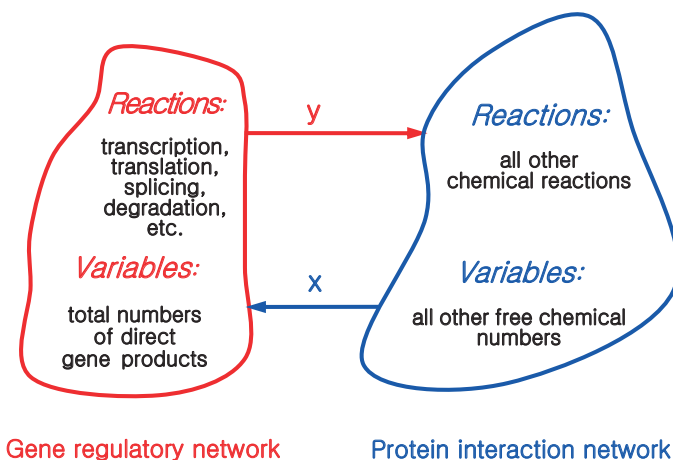 Reactions:
transcription,
translation,
splicing,
degradation,
etc.
Variables:
total numbers
of direct
gene products
y
x
Reactions:
all other
chemical reactions
Variables:
all other free chemical
numbers
Gene regulatory network
Protein interaction network